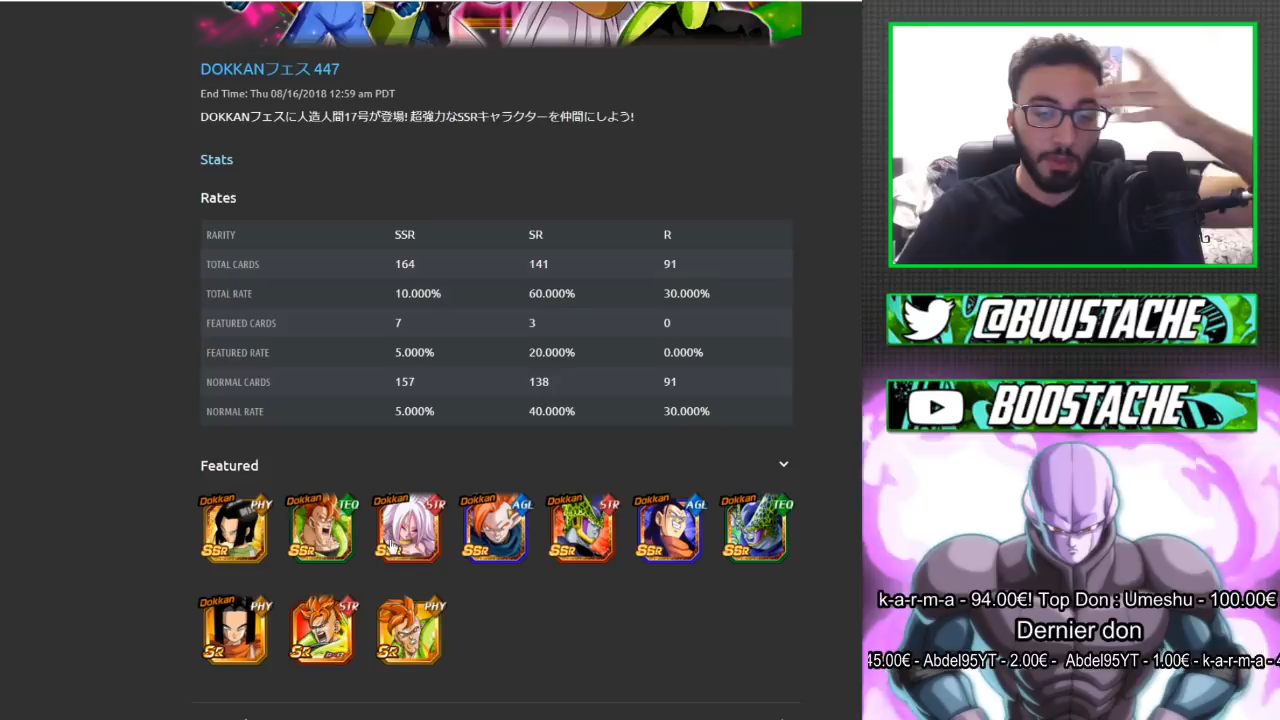 DOKKANフェス 447
End Time: Thu 08/16/2018 12:59 am PDT
DOKKANフェスに人造人間17号が登場! 超強力なSSRキャラクターを仲間にしよう!
Stats
Rates
RARITY SSR SR R
TOTAL CARDS 164 141 91
TOTAL RATE 10.000% 60.000% 30.000%
FEATURED CARDS 7 3 0
FEATURED RATE 5.000% 20.000% 0.000%
NORMAL CARDS 157 138 91
NORMAL RATE 5.000% 40.000% 30.000%
Featured
Dokkan PHY Dokkan TEQ Dokkan STR Dokkan AGL Dokkan STR Dokkan AGL Dokkan TEQ
SSR SSR SSR SSR SSR SSR SSR
Dokkan PHY STR PHY
SR SR SR
@BUUSTACHE
BOOSTACHE
k-a-r-m-a - 94.00€! Top Don : Umeshu - 100.00€
Dernier don
45.00€ - Abdel95YT - 2.00€ - Abdel95YT - 1.00€ - k-a-r-m-a - 4